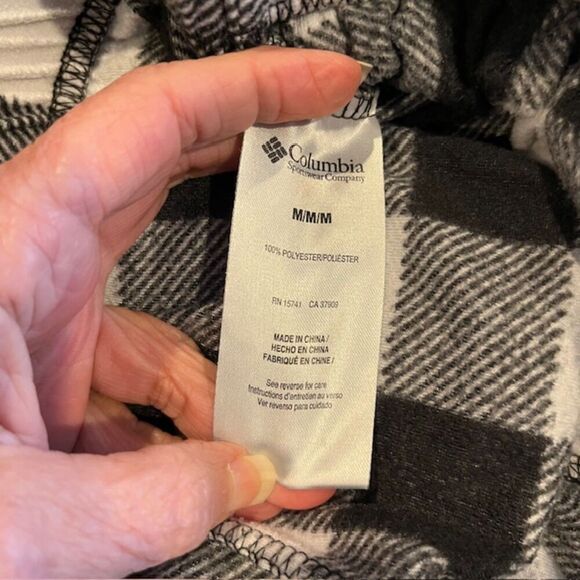 Columbia
Sportswear Company
M/M/M
100% POLYESTER/POLIÉSTER
RN 15741 CA 37909
MADE IN CHINA/
HECHO EN CHINA
FABRIQUÉ EN CHINE/
See reverse for care
Instructions d'entretien au verso
Ver reverso para cuidado